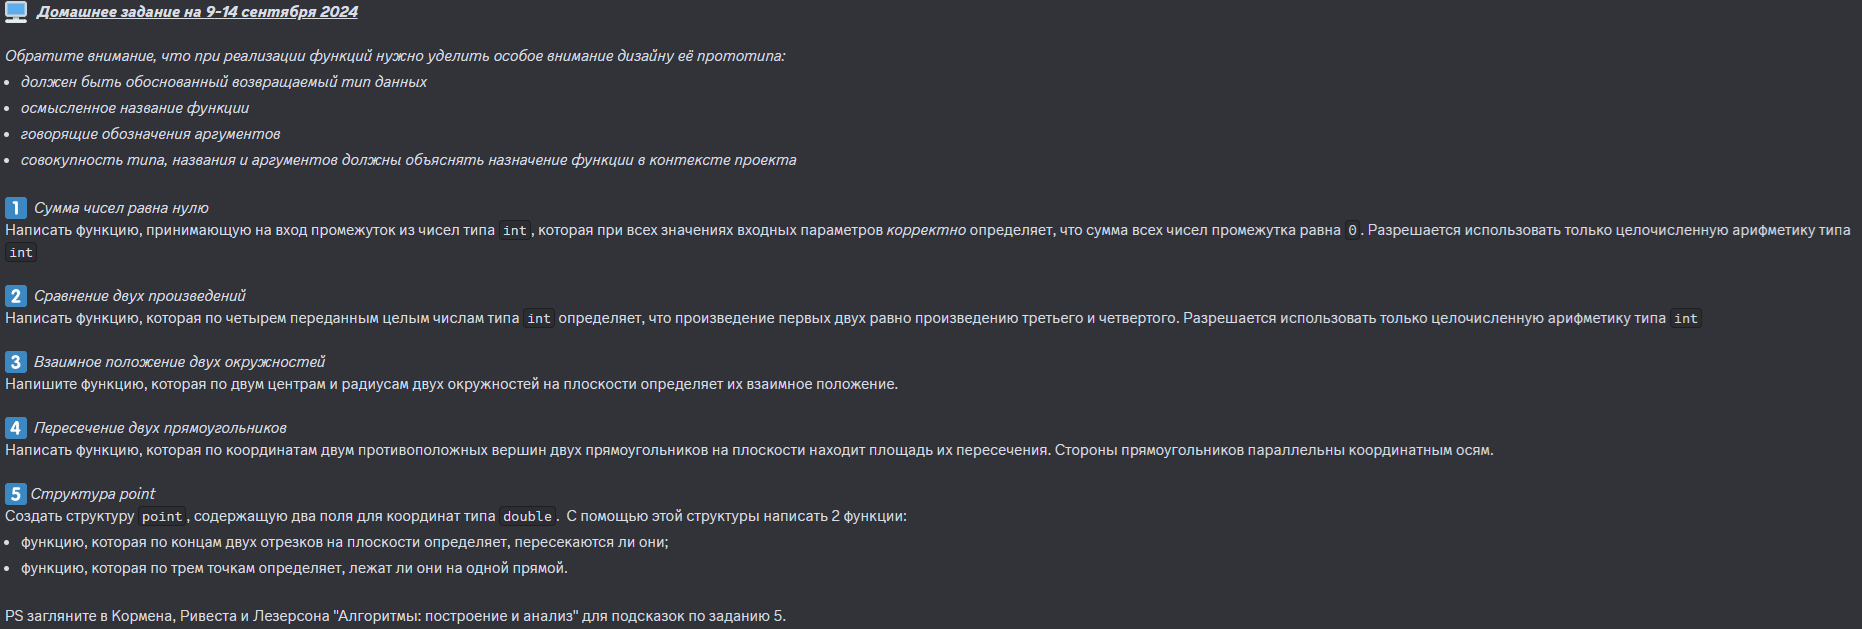 Домашнее задание на 9-14 сентября 2024
Обратите внимание, что при реализации функций нужно уделить особое внимание дизайну её прототипа:
• должен быть обоснованный возвращаемый тип данных
• осмысленное название функции
• говорящие обозначения аргументов
• совокупность типа, названия и аргументов должны объяснять назначение функции в контексте проекта
1 Сумма чисел равна нулю
Написать функцию, принимающую на вход промежуток из чисел типа int, которая при всех значениях входных параметров корректно определяет, что сумма всех чисел промежутка равна 0. Разрешается использовать только целочисленную арифметику типа
int
2 Сравнение двух произведений
Написать функцию, которая по четырем переданным целым числам типа int определяет, что произведение первых двух равно произведению третьего и четвертого. Разрешается использовать только целочисленную арифметику типа int
3 Взаимное положение двух окружностей
Напишите функцию, которая по двум центрам и радиусам двух окружностей на плоскости определяет их взаимное положение.
4 Пересечение двух прямоугольников
Написать функцию, которая по координатам двум противоположных вершин двух прямоугольников на плоскости находит площадь их пересечения. Стороны прямоугольников параллельны координатным осям.
5 Структура point
Создать структуру point, содержащую два поля для координат типа double. С помощью этой структуры написать 2 функции:
• функцию, которая по концам двух отрезков на плоскости определяет, пересекаются ли они;
• функцию, которая по трем точкам определяет, лежат ли они на одной прямой.
PS загляните в Кормена, Ривеста и Лезерсона "Алгоритмы: построение и анализ" для подсказок по заданию 5.